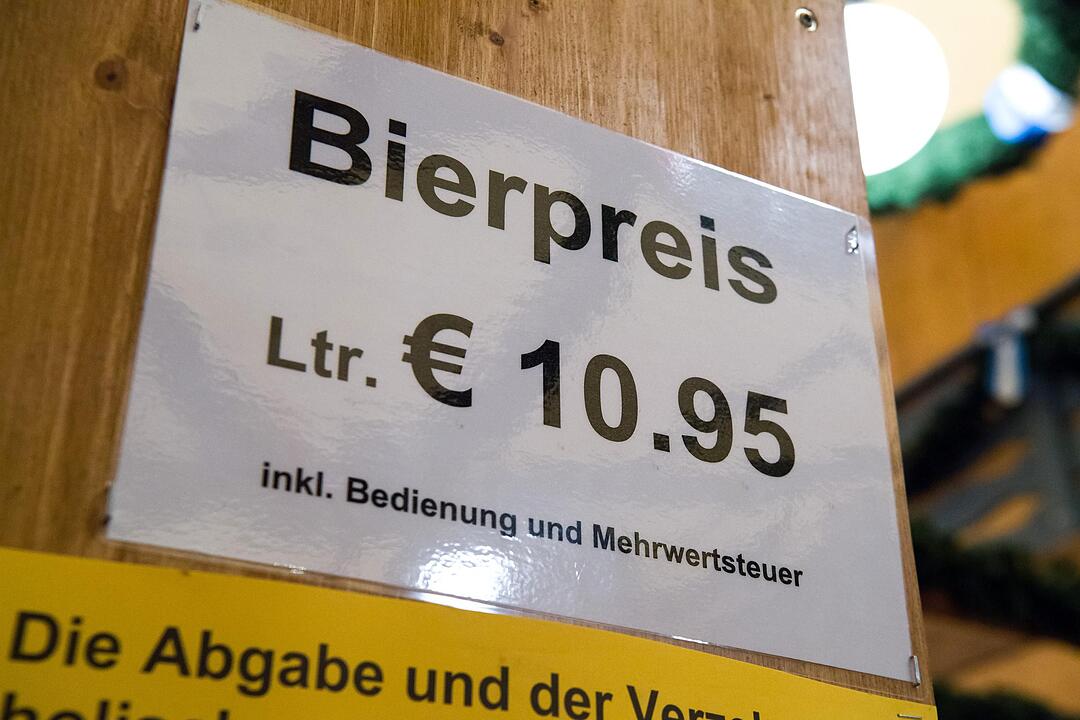 Bierpreis
Ltr. € 10.95
inkl. Bedienung und Mehrwertsteuer
Die Abgabe und der